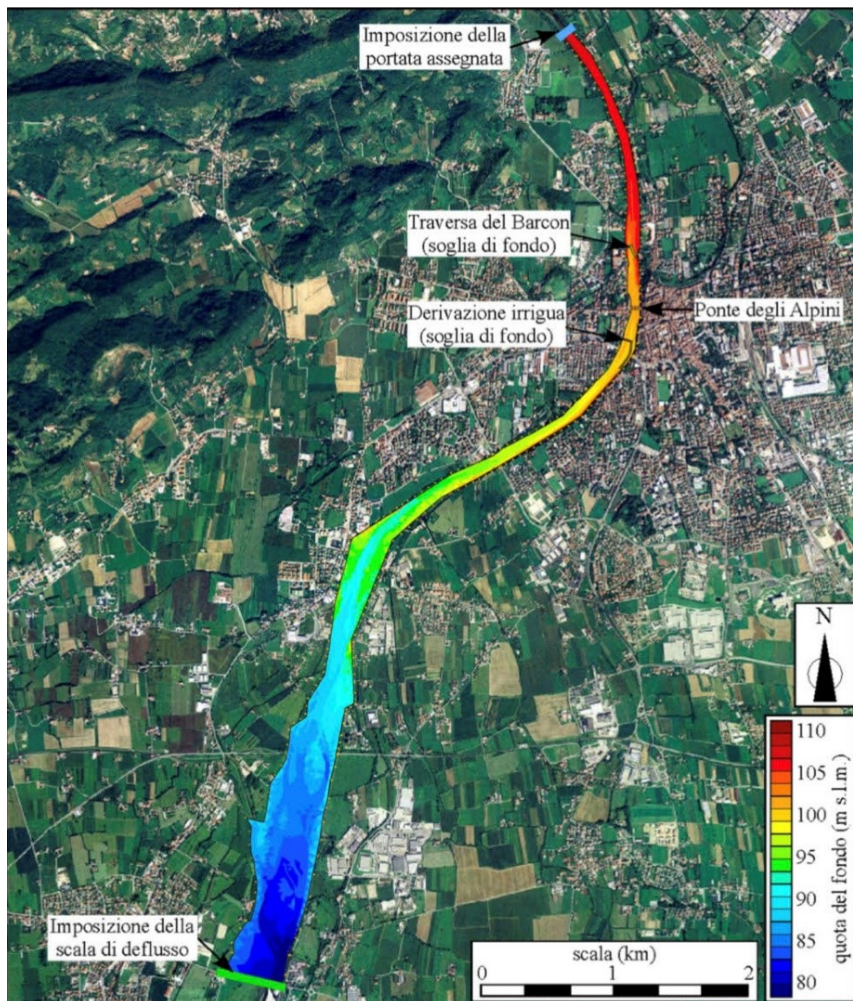 Imposizione della
portata assegnata
Traversa del Barcon
(soglia di fondo)
Derivazione irrigua
(soglia di fondo)
Ponte degli Alpini
N
110
105
100
95
90
85
80
quota del fondo (m s.l.m.)
Imposizione della
scala di deflusso
scala (km)
0 1 2